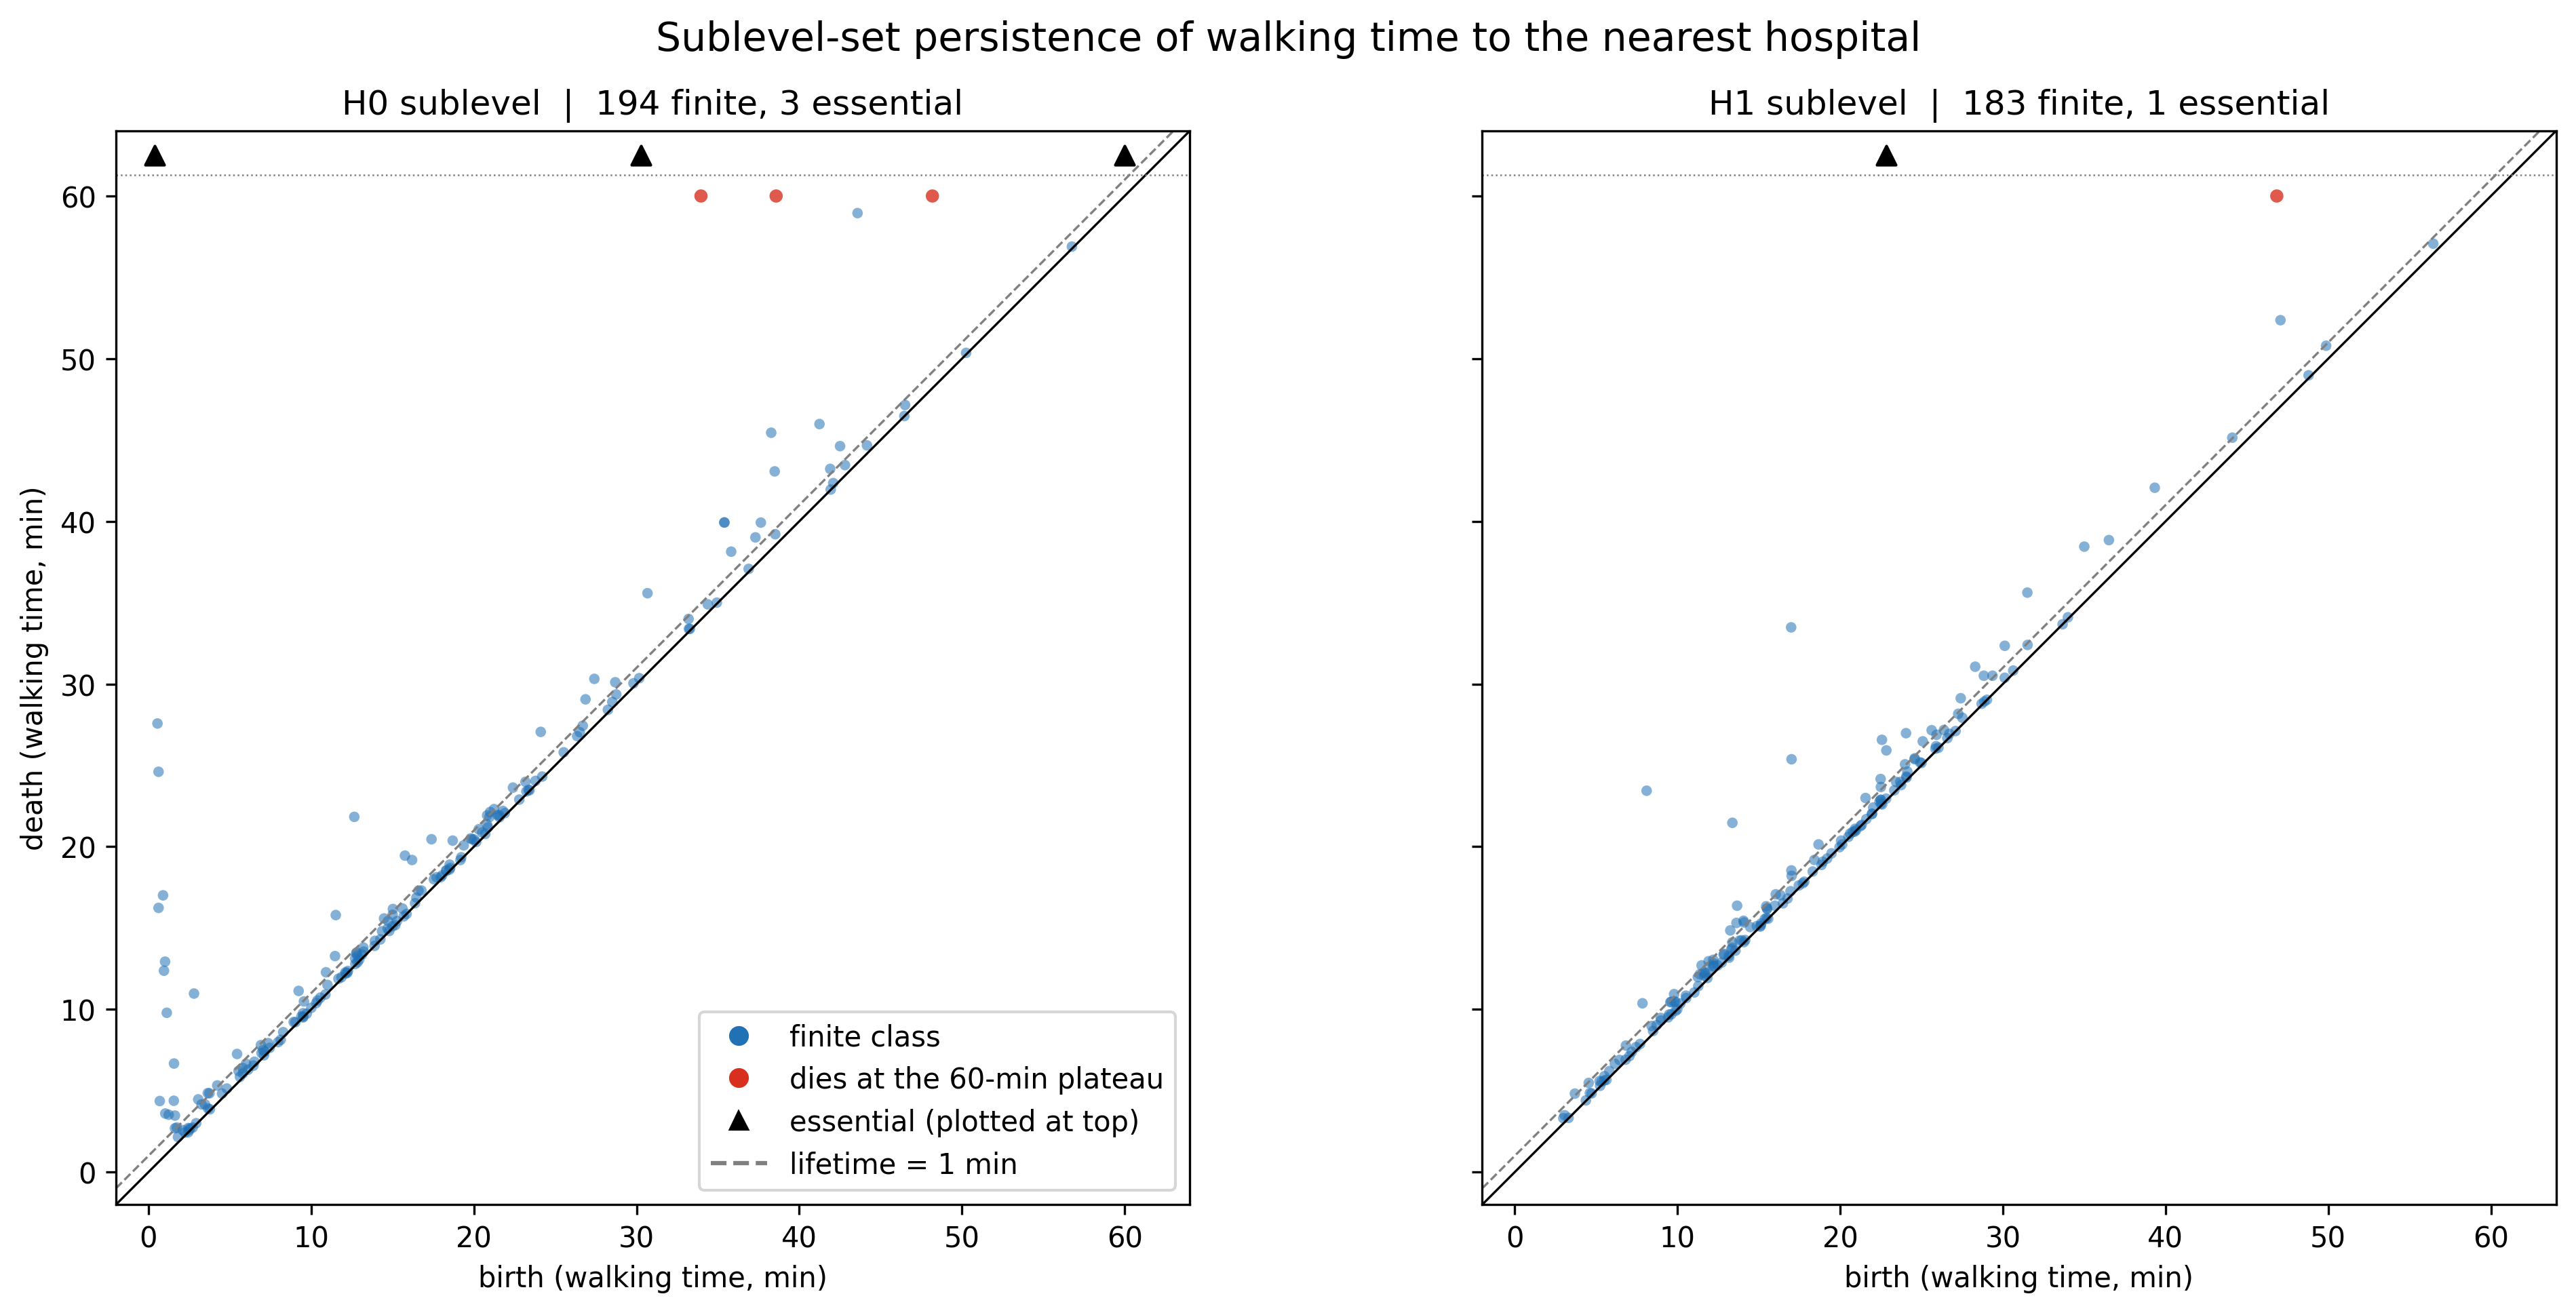 Sublevel-set persistence of walking time to the nearest hospital
H0 sublevel | 194 finite, 3 essential
60
50
40
30
20
10
0
death (walking time, min)
finite class
dies at the 60-min plateau
essential (plotted at top)
lifetime = 1 min
0 10 20 30 40 50 60
birth (walking time, min)
H1 sublevel | 183 finite, 1 essential
0 10 20 30 40 50 60
birth (walking time, min)